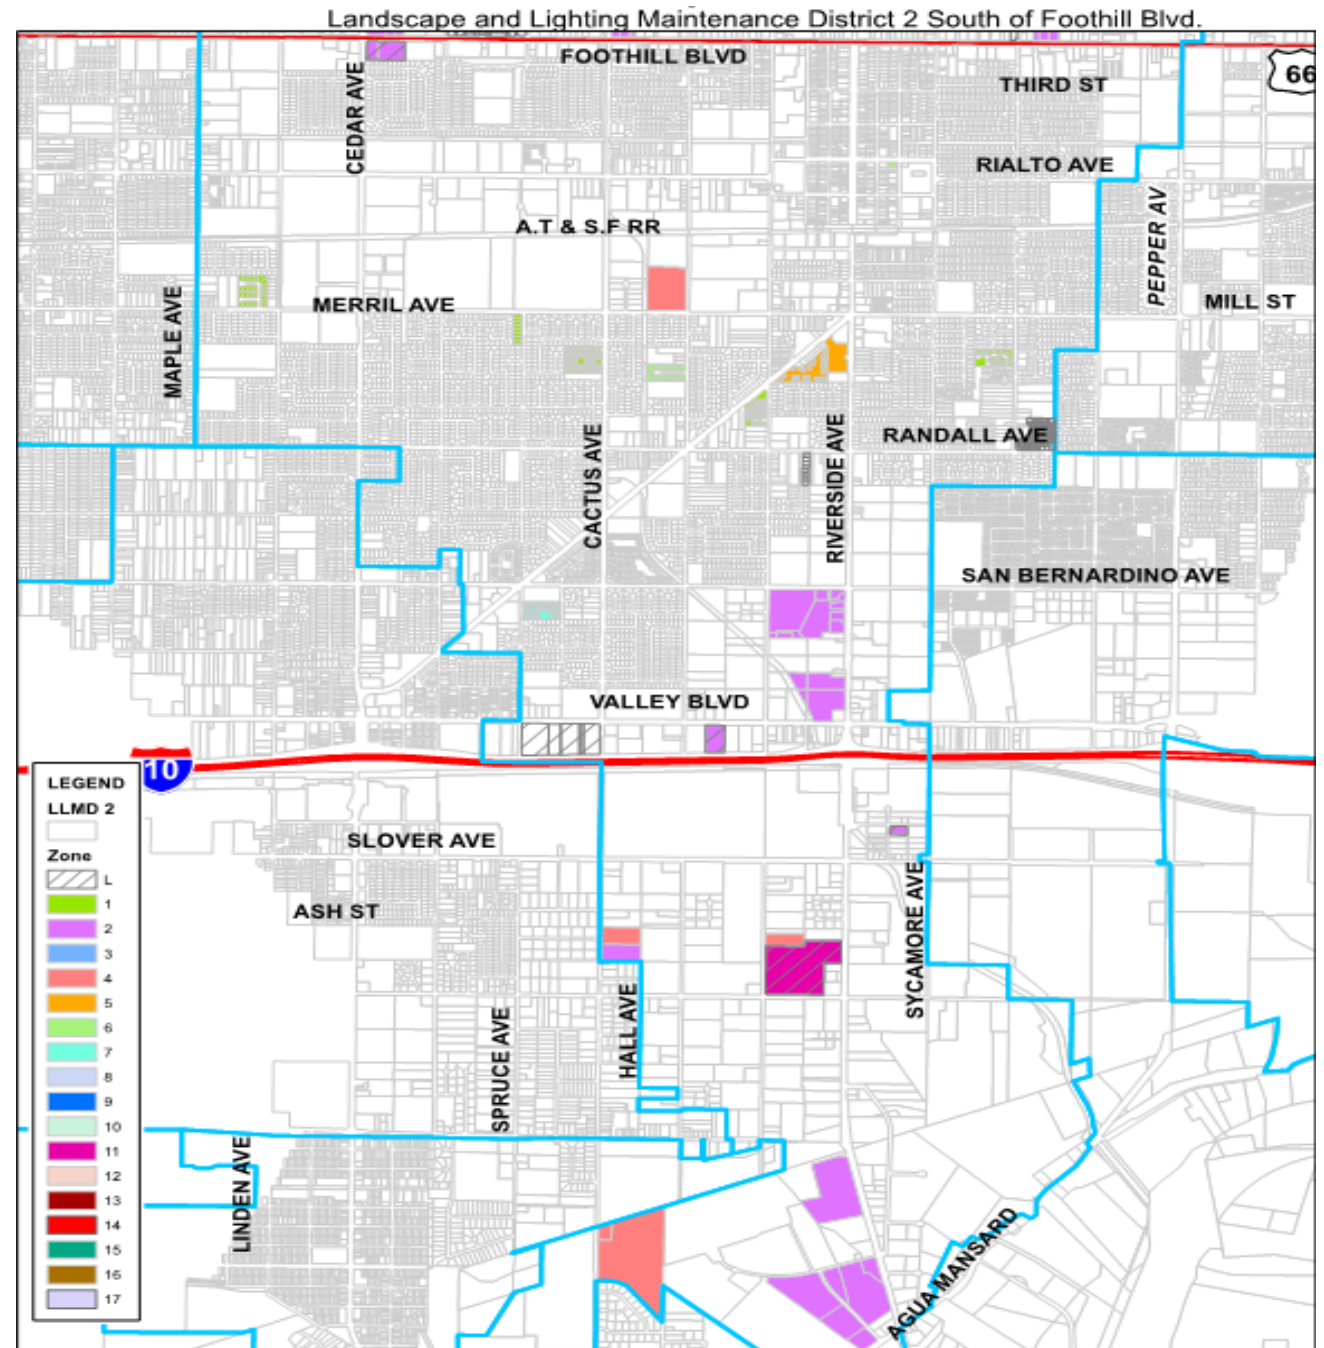 Landscape and Lighting Maintenance District 2 South of Foothill Blvd.
FOOTHILL BLVD
66
THIRD ST
CEDAR AVE
RIALTO AVE
PEPPER AV
A.T & S.F RR
MAPLE AVE
MERRIL AVE
MILL ST
CACTUS AVE
RIVERSIDE AVE
RANDALL AVE
SAN BERNARDINO AVE
VALLEY BLVD
10
SLOVER AVE
ASH ST
SYCAMORE AVE
HALL AVE
SPRUCE AVE
LINDEN AVE
AGUA MANSARD
LEGEND
LLMD 2
Zone
L
1
2
3
4
5
6
7
8
9
10
11
12
13
14
15
16
17